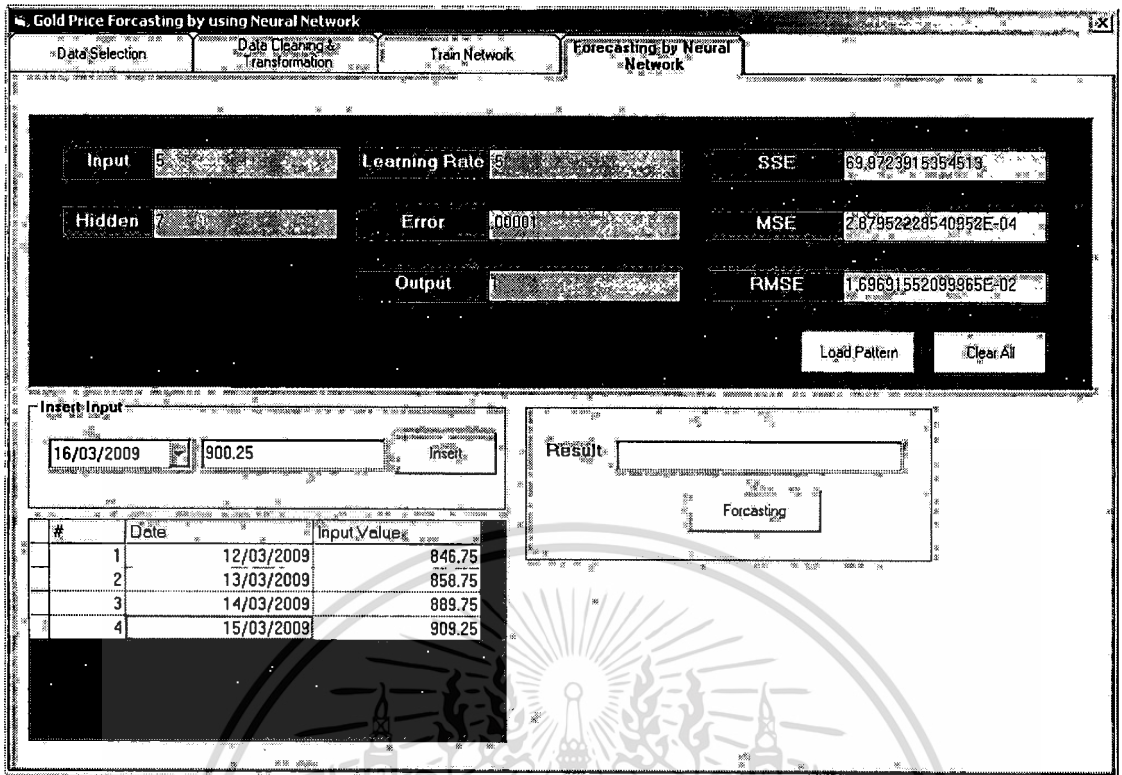 Gold Price Forcasting by using Neural Network
Data Selection
Data Cleaning &
Transformation
Train Network
Forecasting by Neural
Network
Input 5 Learning Rate 5 SSE
Hidden 7 Error .00001 MSE 2.87952228540952E-04
Output 1 RMSE 1.69691552099965E-02
Load Pattern Clear All
Insert Input
16/03/2009 900.25 Insert
Result
Forcasting
# Date Input Value
1 12/03/2009 846.75
2 13/03/2009 858.75
3 14/03/2009 889.75
4 15/03/2009 909.25